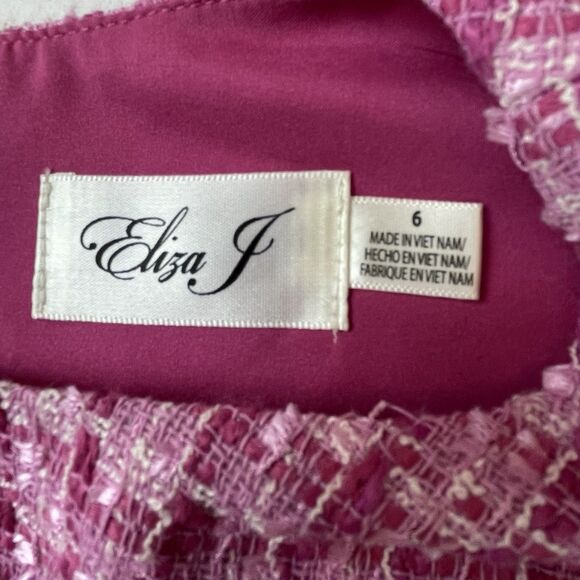 Eliza J
6
MADE IN VIET NAM/
HECHO EN VIET NAM/
FABRIQUE EN VIET NAM